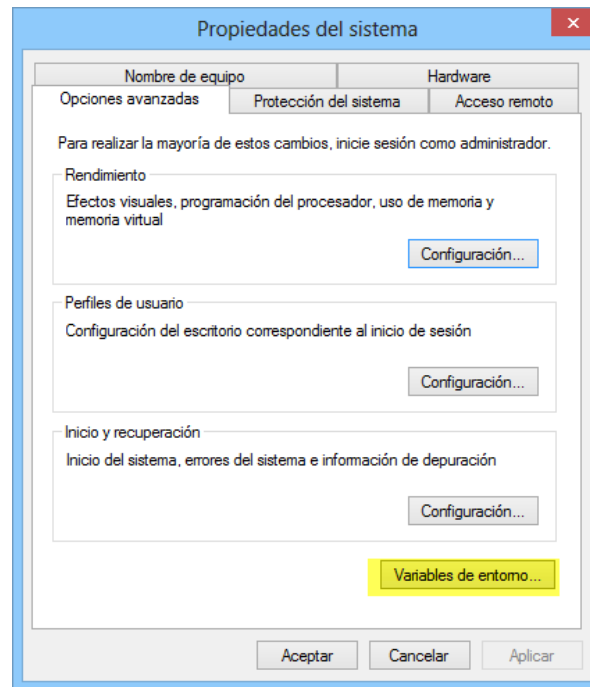 Propiedades del sistema
Nombre de equipo
Hardware
Opciones avanzadas
Protección del sistema
Acceso remoto
Para realizar la mayoría de estos cambios, inicie sesión como administrador.
Rendimiento
Efectos visuales, programación del procesador, uso de memoria y
memoria virtual
Configuración...
Perfiles de usuario
Configuración del escritorio correspondiente al inicio de sesión
Configuración...
Inicio y recuperación
Inicio del sistema, errores del sistema e información de depuración
Configuración...
Variables de entorno...
Aceptar
Cancelar
Aplicar